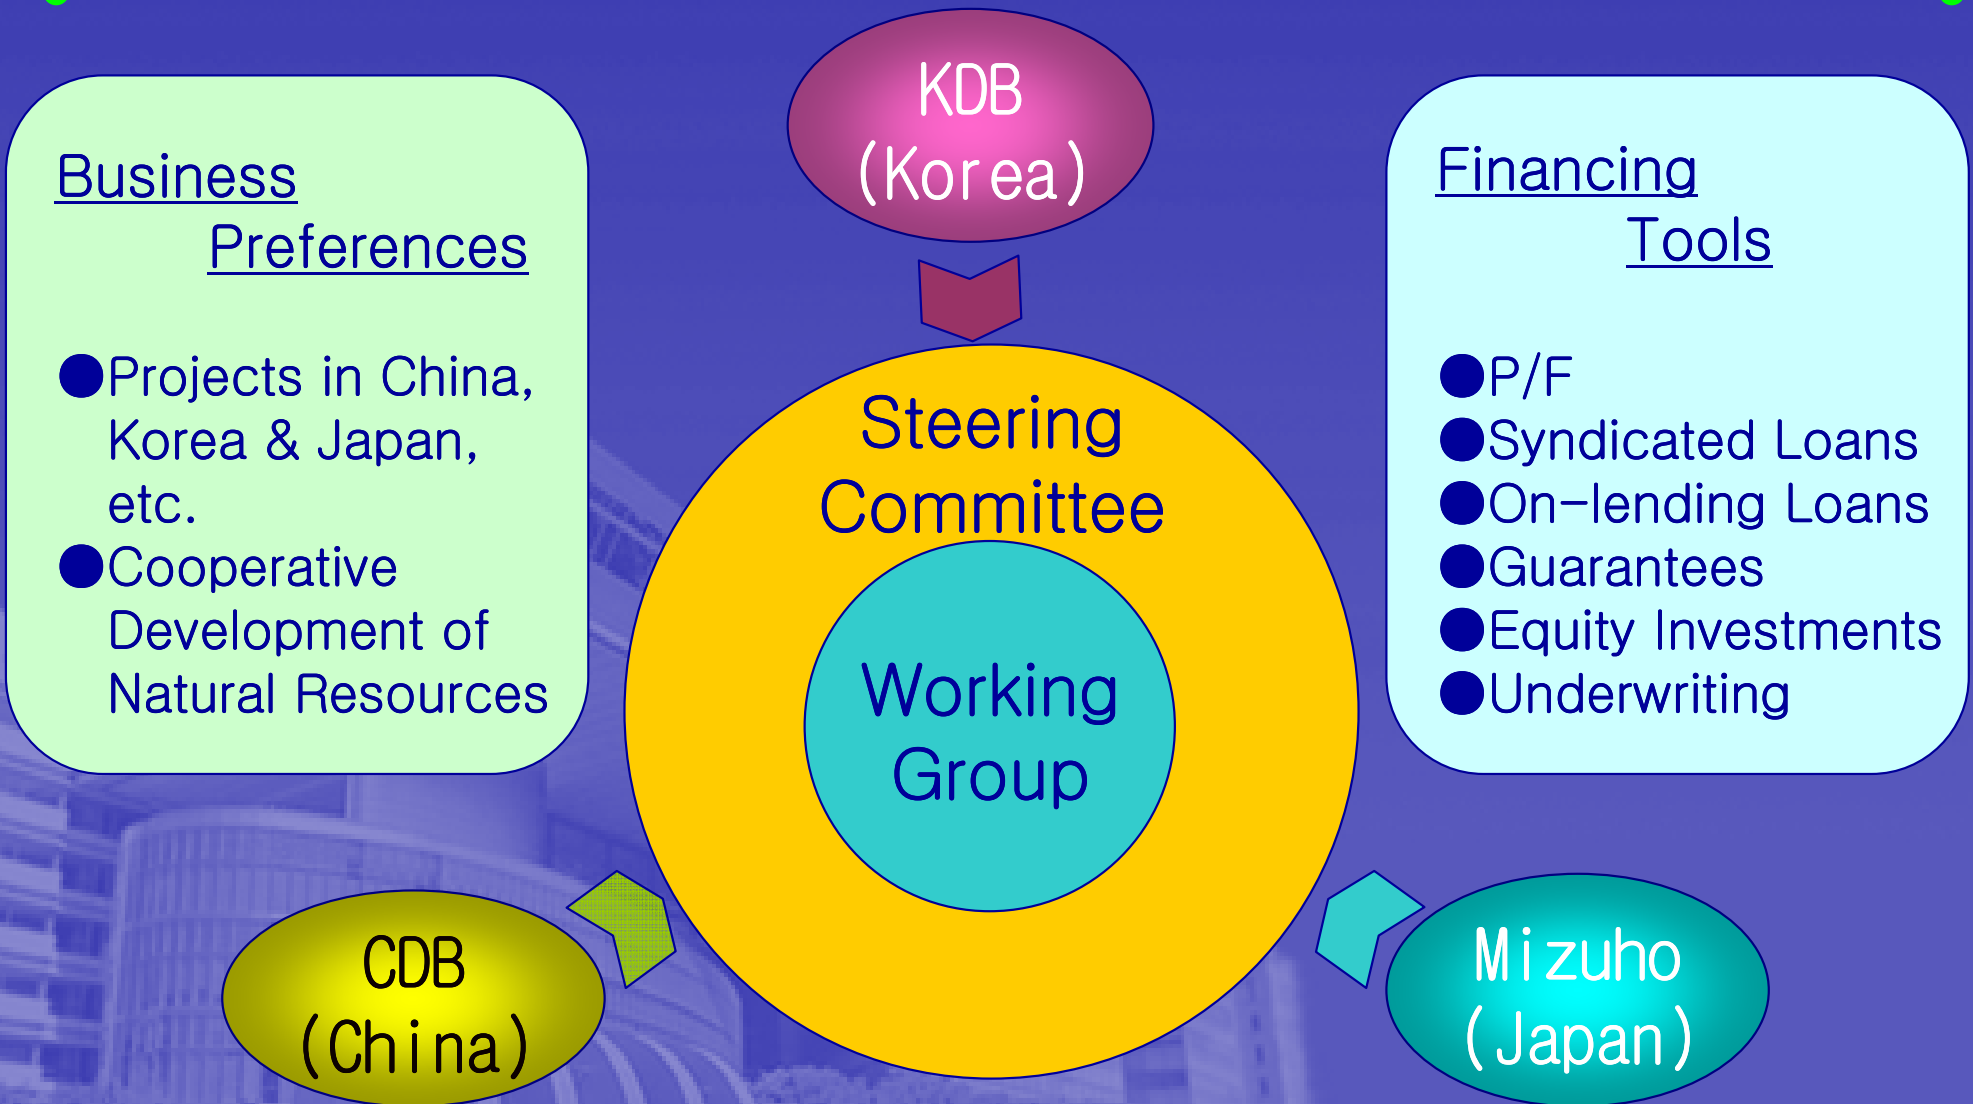 KDB
(Korea)
Business
Preferences
●Projects in China,
Korea & Japan,
etc.
●Cooperative
Development of
Natural Resources
Steering
Committee
Working
Group
Financing
Tools
●P/F
●Syndicated Loans
●On-lending Loans
●Guarantees
●Equity Investments
●Underwriting
CDB
(China)
Mizuho
(Japan)